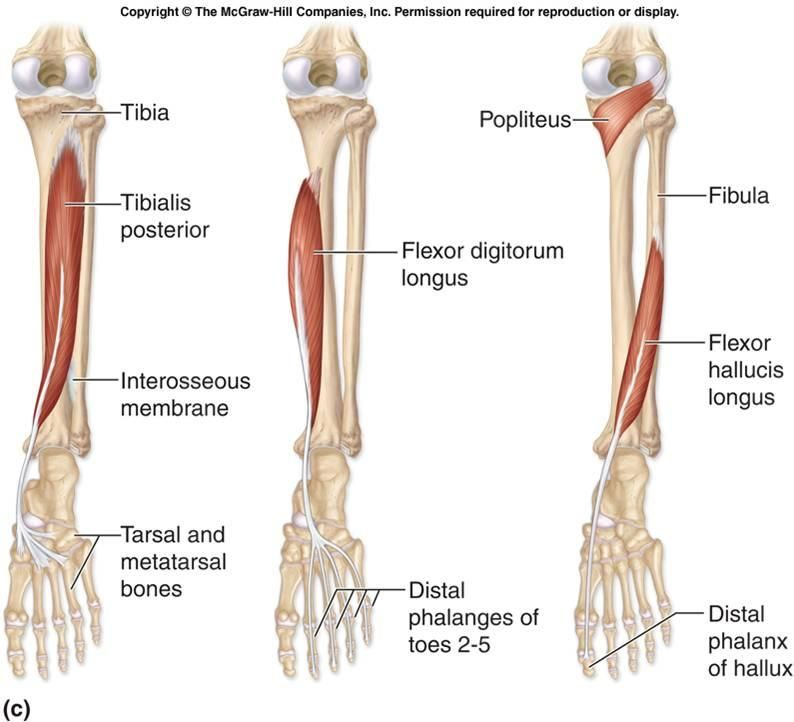 Copyright © The McGraw-Hill Companies, Inc. Permission required for reproduction or display.
Tibia
Tibialis
posterior
Interosseous
membrane
Tarsal and
metatarsal
bones
Flexor digitorum
longus
Distal
phalanges of
toes 2-5
Popliteus
Fibula
Flexor
hallucis
longus
Distal
phalanx
of hallux
(c)